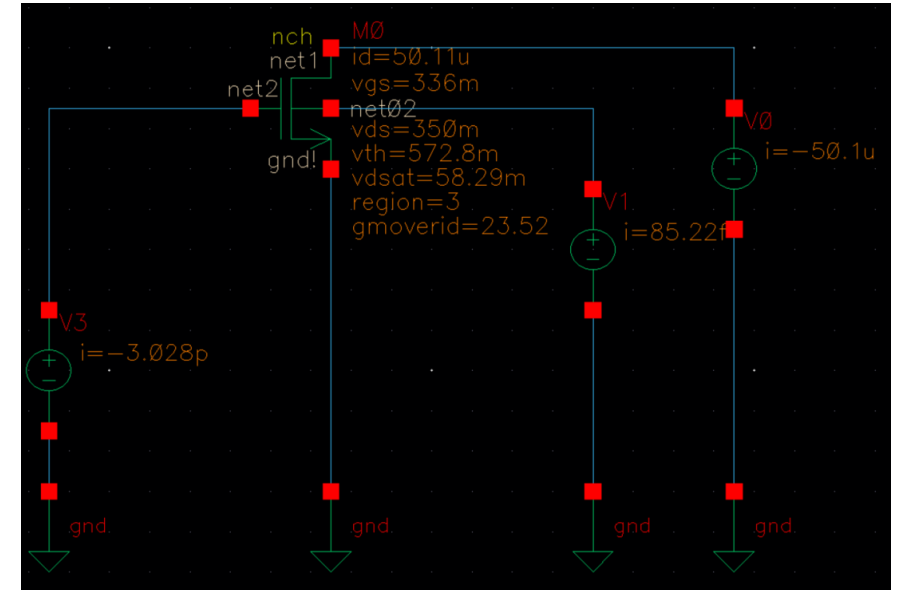 nch
M0
net1
id=50.11u
vgs=336m
net2
net02
vds=350m
V0
gnd!
vth=572.8m
i=-50.1u
vdsat=58.29m
region=3
V1
gmoverid=23.52
i=85.22f
V3
i=-3.028p
gnd
gnd
gnd
gnd